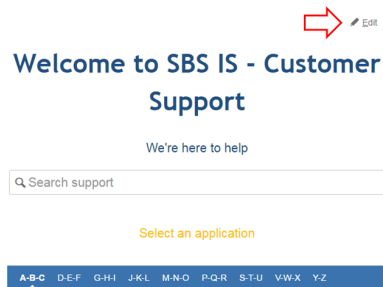 Edit
Welcome to SBS IS - Customer
Support
We're here to help
Search support
Select an application
A-B-C D-E-F G-H-I J-K-L M-N-O P-Q-R S-T-U V-W-X Y-Z